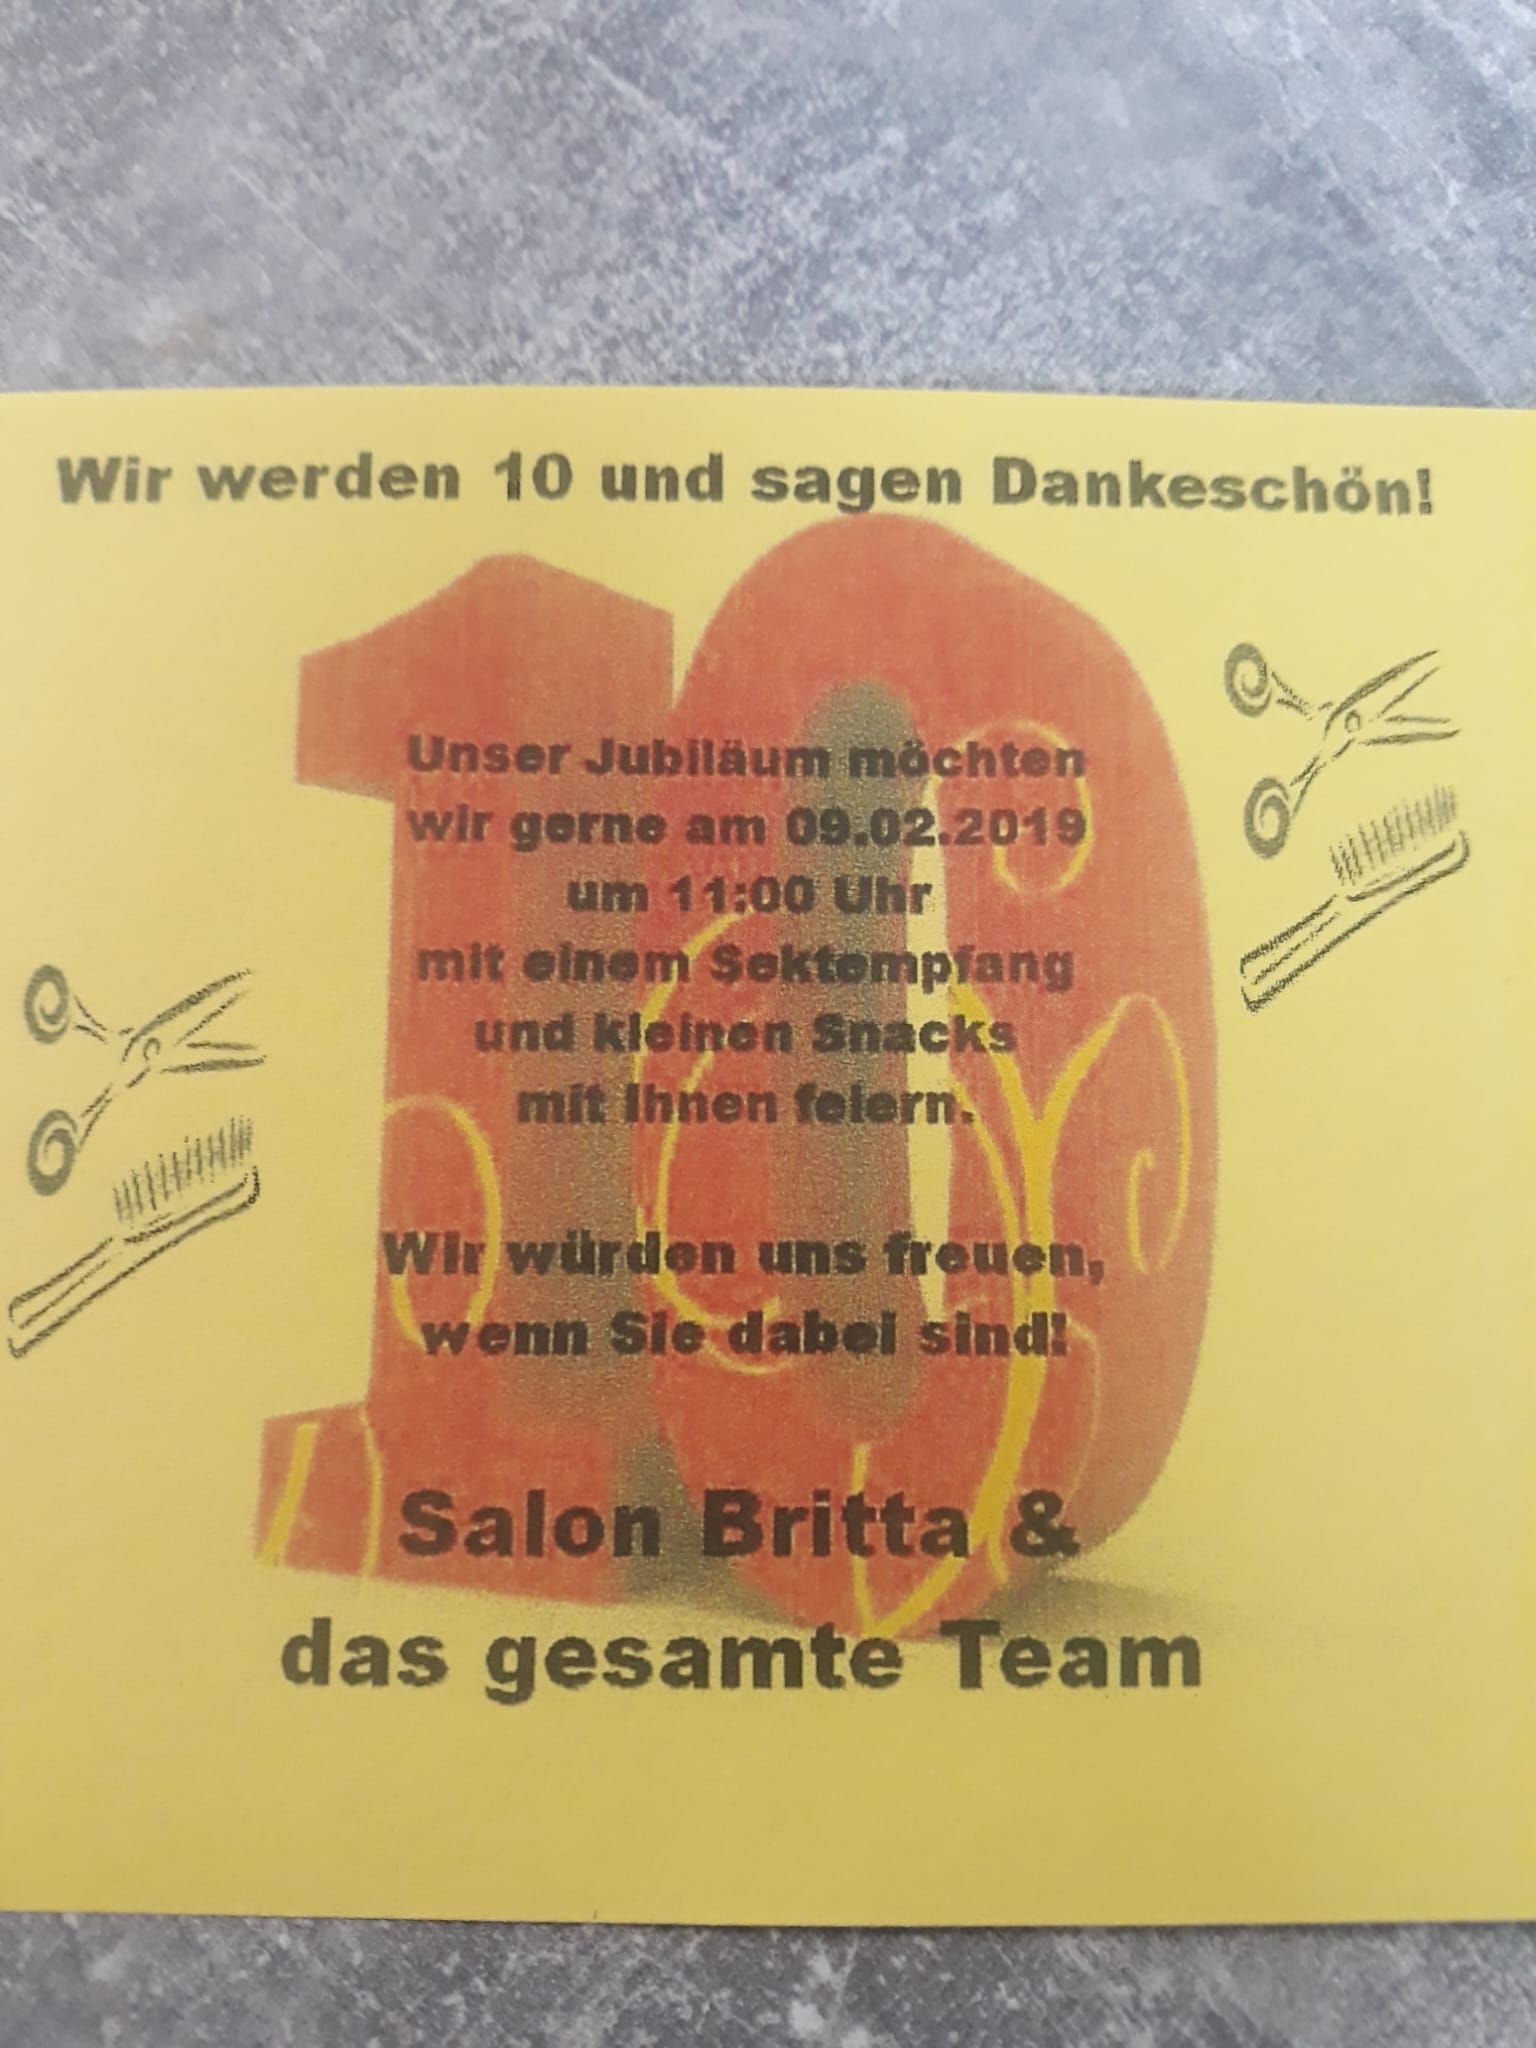 Wir werden 10 und sagen Dankeschön!
Unser Jubiläum möchten
wir gerne am 09.02.2019
um 11:00 Uhr
mit einem Sektempfang
und kleinen Snacks
mit Ihnen feiern.
Wir würden uns freuen,
wenn Sie dabei sind!
Salon Britta &
das gesamte Team